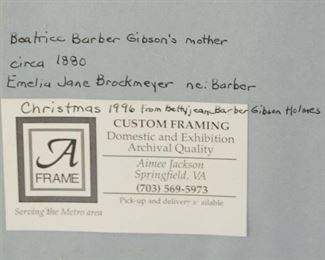 Beatrice Barber Gibson's mother
circa 1880
Emelia Jane Brockmeyer ne: Barber
Christmas 1996 from Bettyjean Barber Gibson Holmes
A
FRAME
CUSTOM FRAMING
Domestic and Exhibition
Archival Quality
Aimee Jackson
Springfield, VA
(703) 569-5973
Pick-up and delivery available
Serving the Metro area